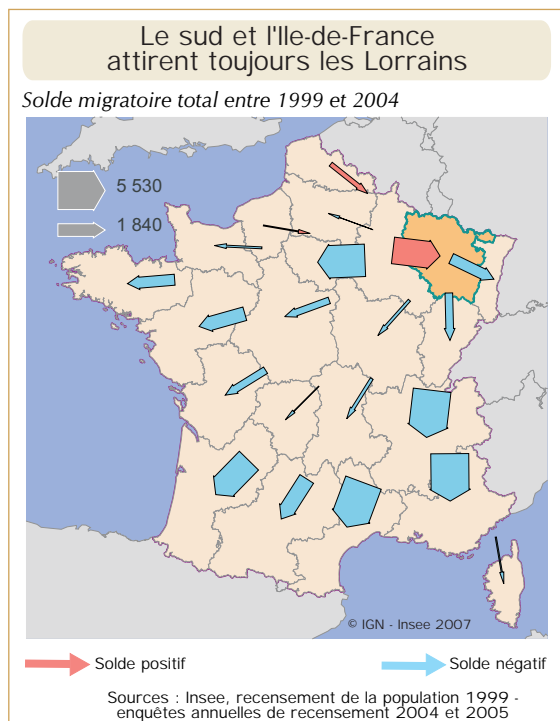 Le sud et l'Ile-de-France
attirent toujours les Lorrains
Solde migratoire total entre 1999 et 2004
5 530
1 840
© IGN - Insee 2007
Solde positif
Solde négatif
Sources : Insee, recensement de la population 1999 -
enquêtes annuelles de recensement 2004 et 2005